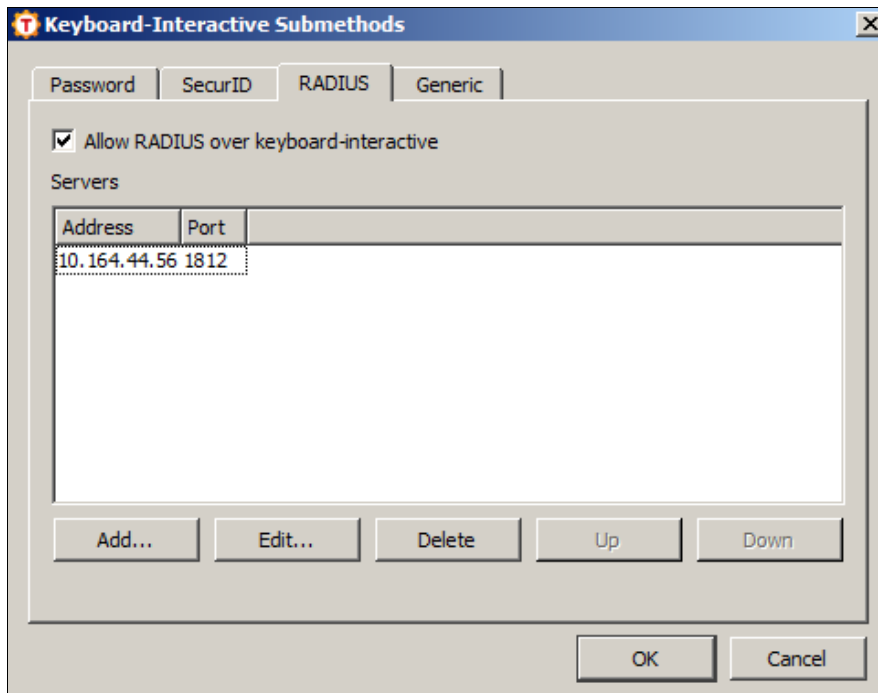 Keyboard-Interactive Submethods
Password SecurID RADIUS Generic
Allow RADIUS over keyboard-interactive
Servers
Address Port
10.164.44.56 1812
Add... Edit... Delete Up Down
OK Cancel